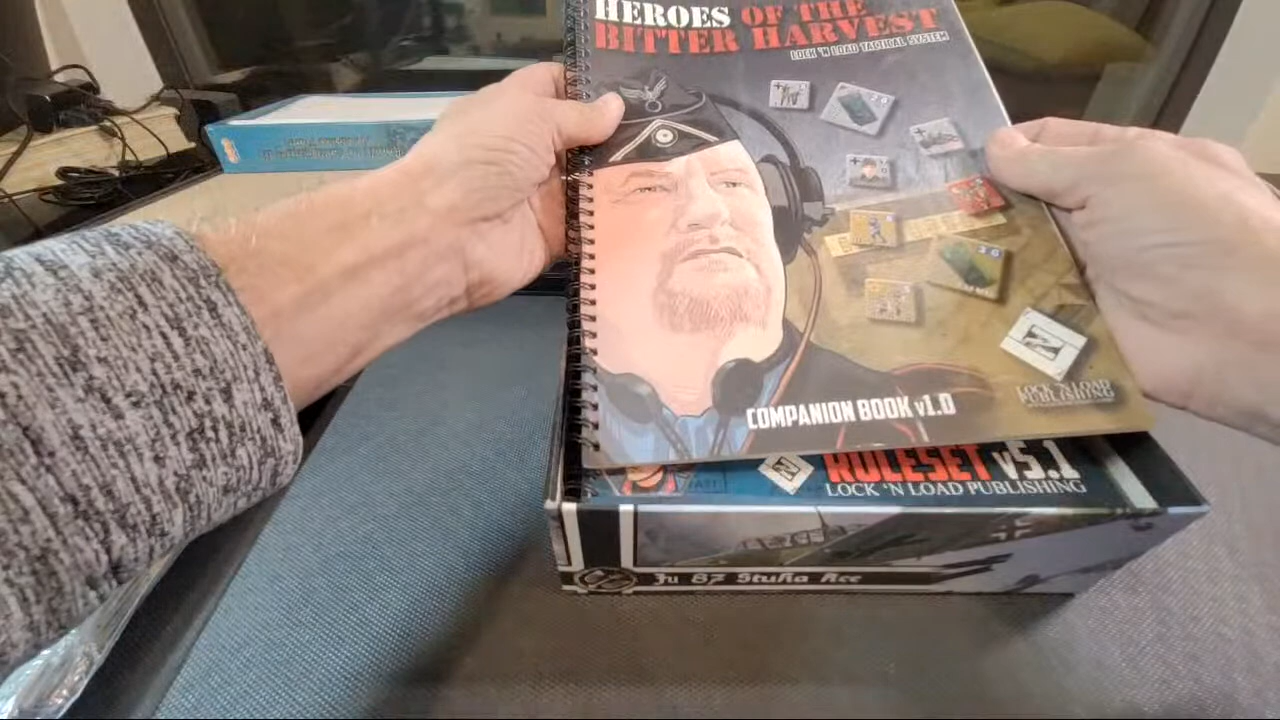 HEROES OF THE
BITTER HARVEST
LOCK 'N LOAD TACTICAL SYSTEM
COMPANION BOOK v1.0
LOCK 'N LOAD
PUBLISHING
RULESET v5.1
LOCK 'N LOAD PUBLISHING
Ju 87 Stuka Ace